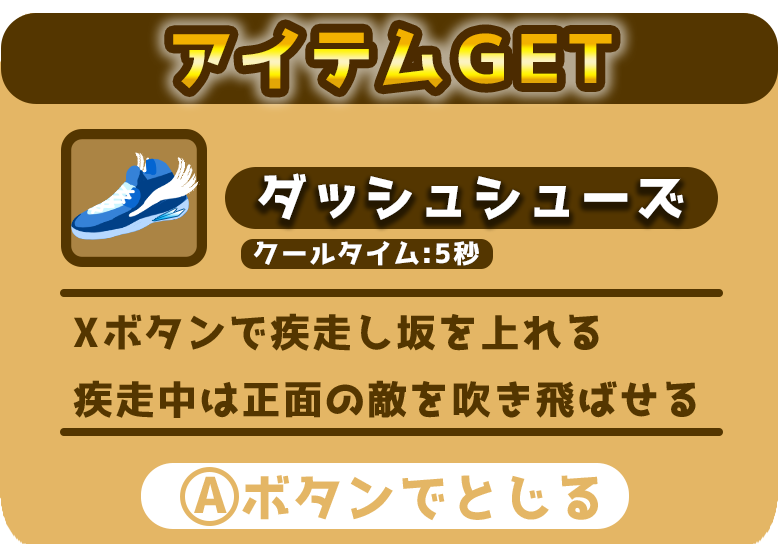 アイテムGET
ダッシュシューズ
クールタイム:5秒
Xボタンで疾走し坂を上れる
疾走中は正面の敵を吹き飛ばせる
Ⓐボタンでとじる